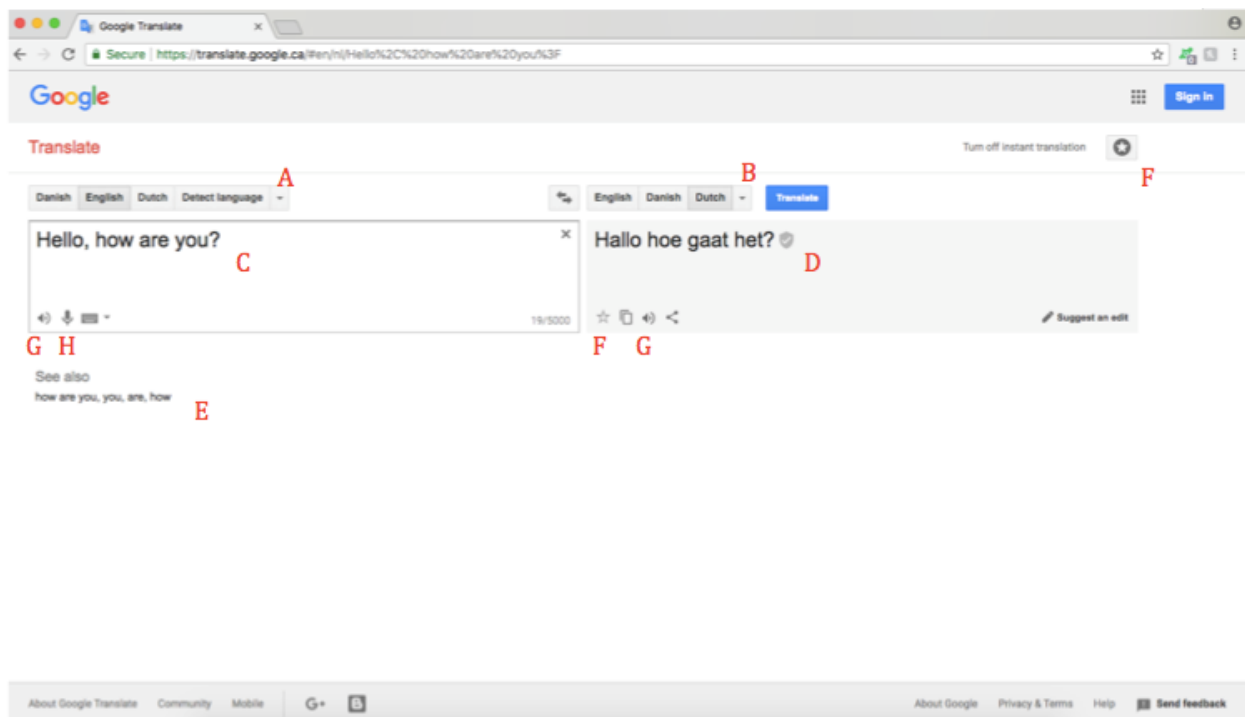 Google Translate
Secure https://translate.google.ca/#en/nl/Hello%2C%20how%20are%20you%3F
Google Sign in
Translate Turn off instant translation
A B F
Danish English Dutch Detect language English Danish Dutch Translate
Hello, how are you? Hallo hoe gaat het?
C D
19/5000 Suggest an edit
G H F G
See also
how are you, you, are, how
E
About Google Translate Community Mobile G+ B About Google Privacy & Terms Help Send feedback